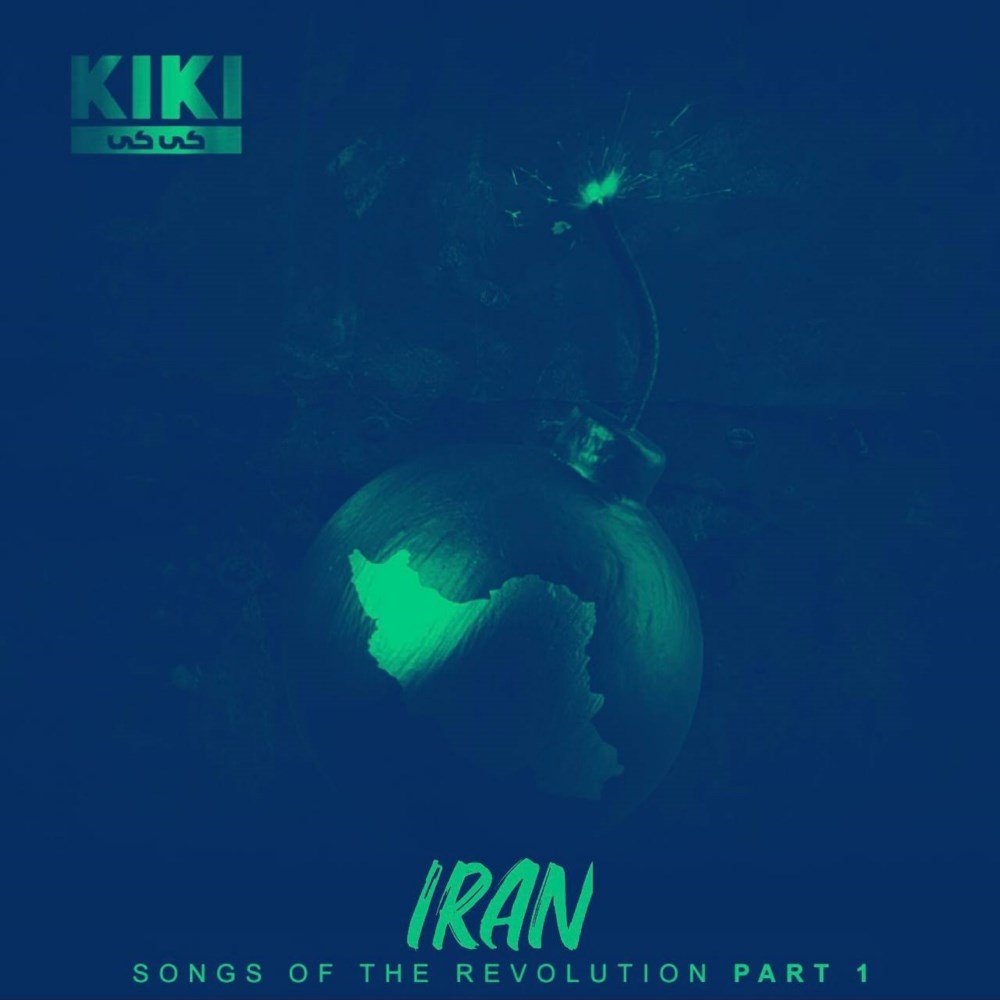 KIKI
کی کی
IRAN
SONGS OF THE REVOLUTION PART 1